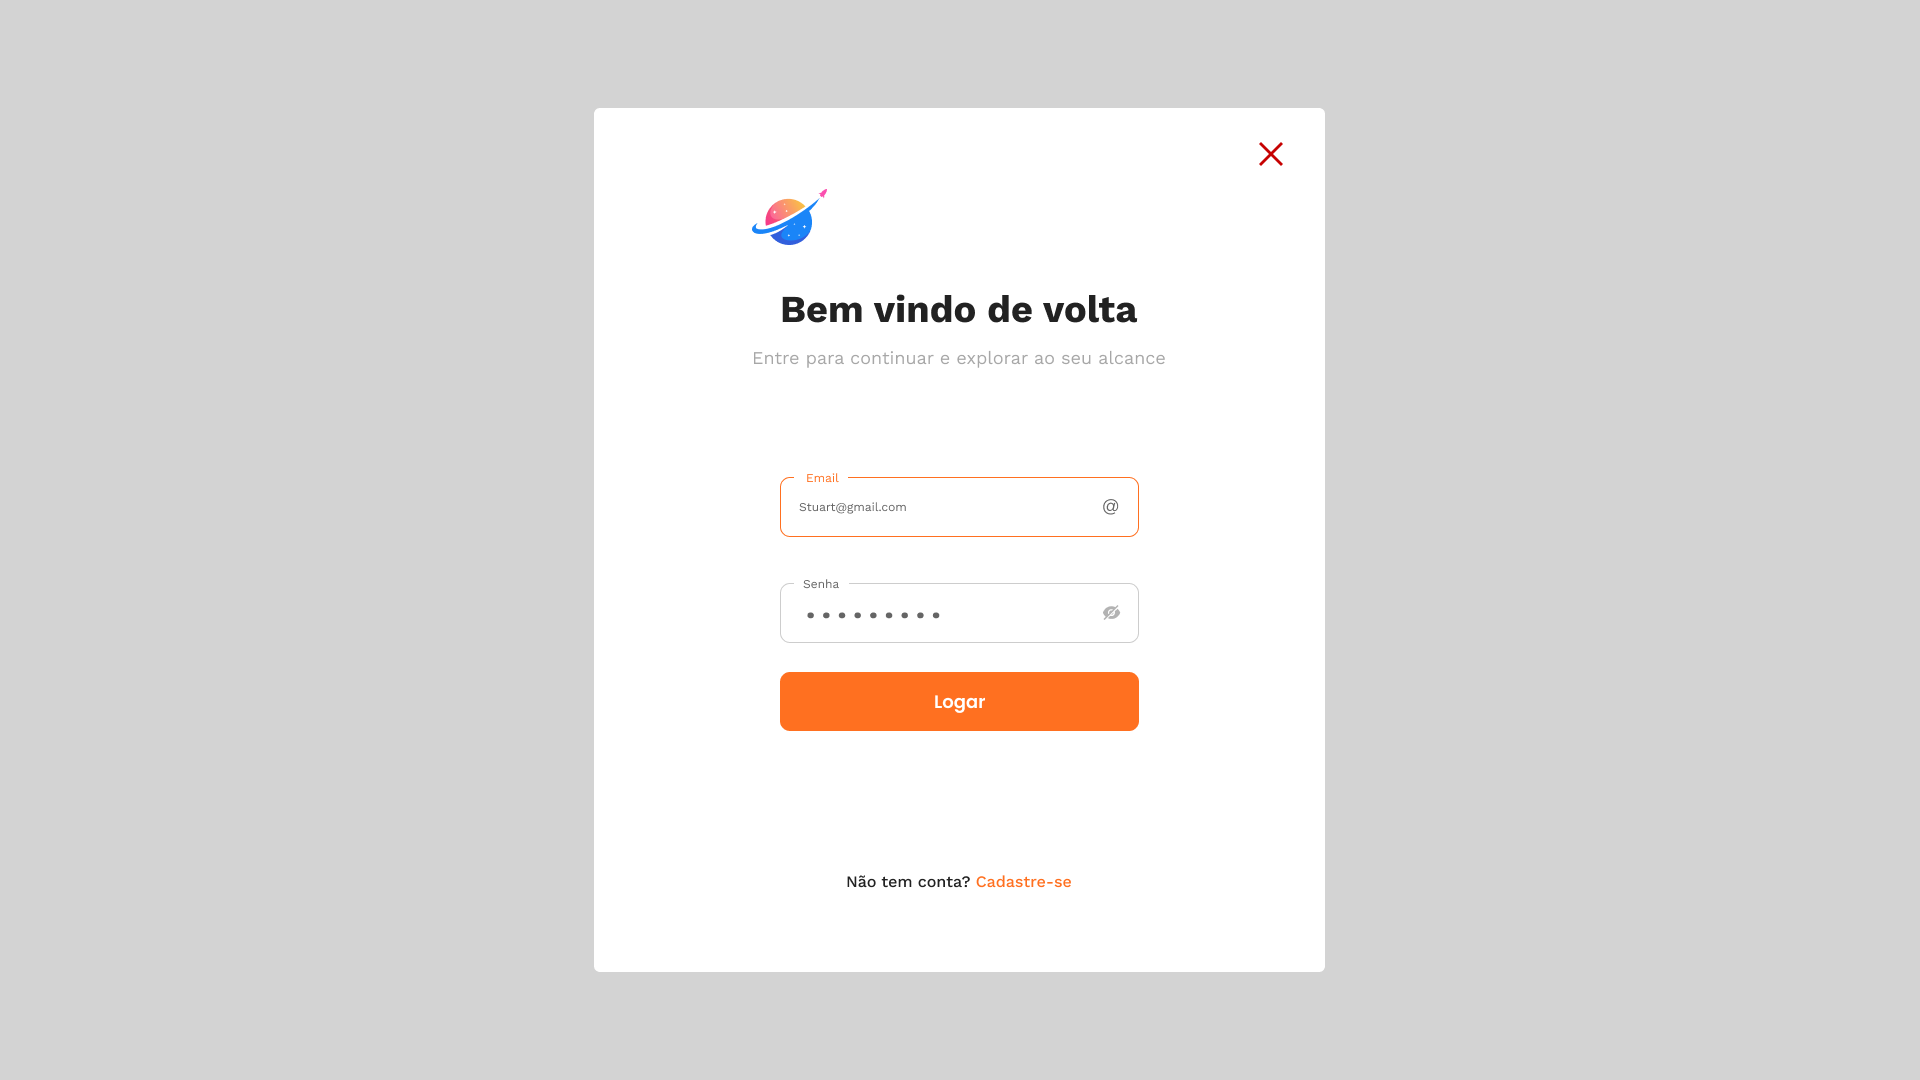 Bem vindo de volta
Entre para continuar e explorar ao seu alcance
Email
Stuart@gmail.com @
Senha
Logar
Não tem conta? Cadastre-se